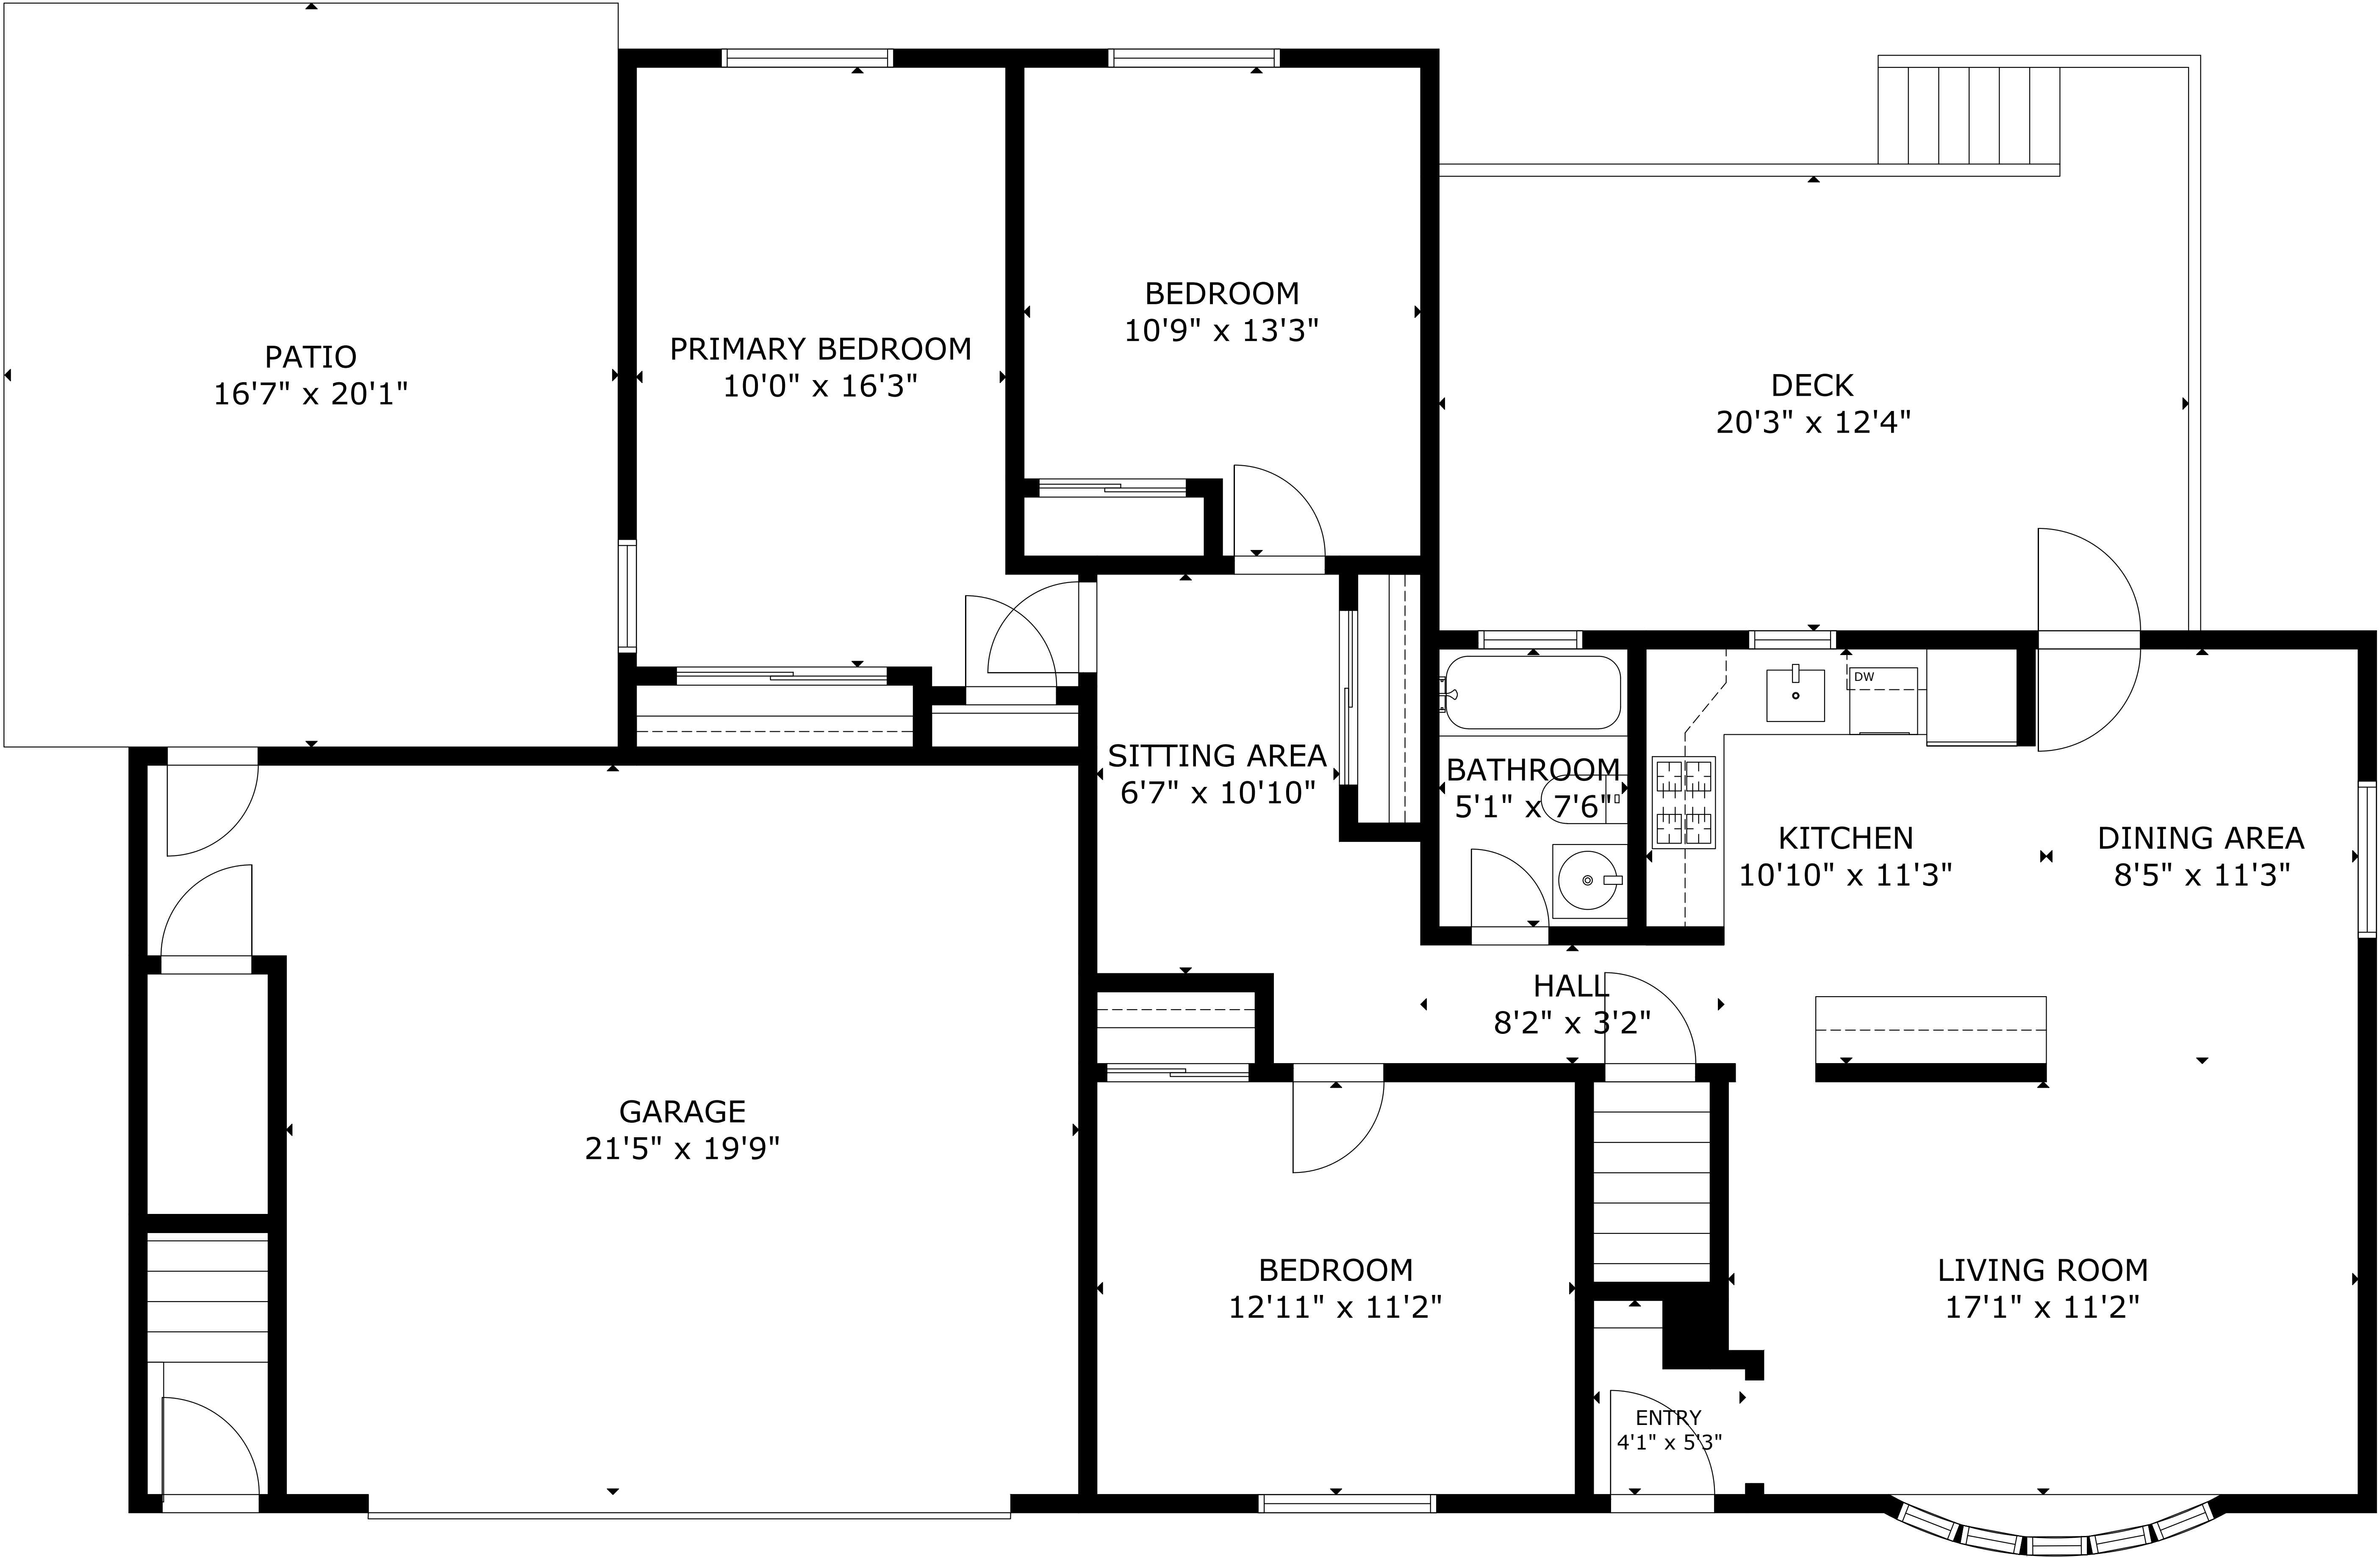 PATIO
16'7" x 20'1"
PRIMARY BEDROOM
10'0" x 16'3"
BEDROOM
10'9" x 13'3"
DECK
20'3" x 12'4"
SITTING AREA
6'7" x 10'10"
BATHROOM
5'1" x 7'6"
DW
KITCHEN
10'10" x 11'3"
DINING AREA
8'5" x 11'3"
HALL
8'2" x 3'2"
GARAGE
21'5" x 19'9"
BEDROOM
12'11" x 11'2"
LIVING ROOM
17'1" x 11'2"
ENTRY
4'1" x 5'3"